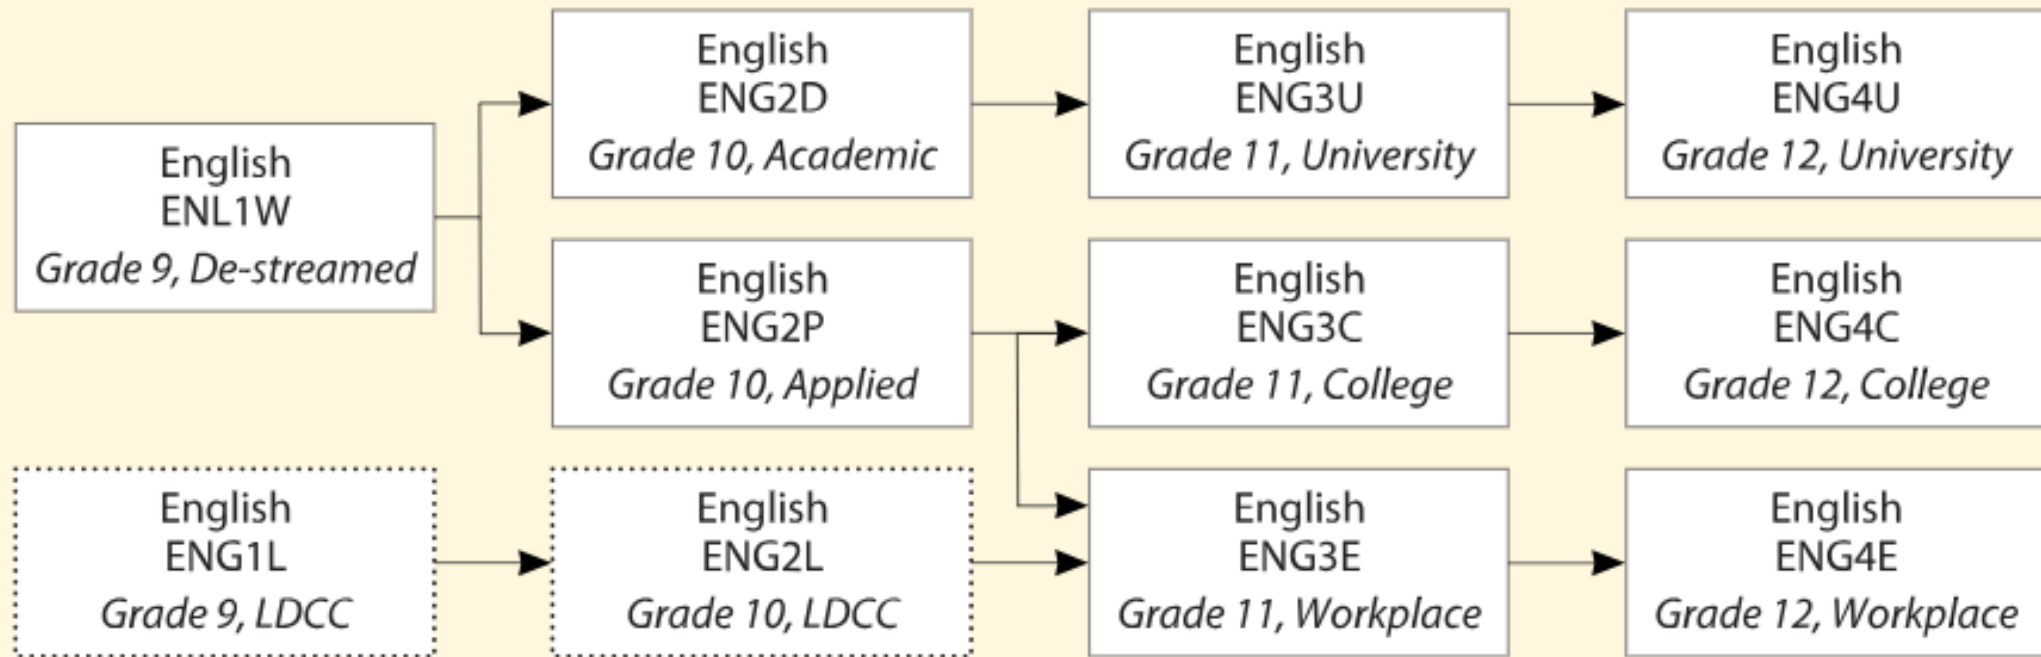 English
ENL1W
Grade 9, De-streamed
English
ENG2D
Grade 10, Academic
English
ENG3U
Grade 11, University
English
ENG4U
Grade 12, University
English
ENG2P
Grade 10, Applied
English
ENG3C
Grade 11, College
English
ENG4C
Grade 12, College
English
ENG1L
Grade 9, LDCC
English
ENG2L
Grade 10, LDCC
English
ENG3E
Grade 11, Workplace
English
ENG4E
Grade 12, Workplace